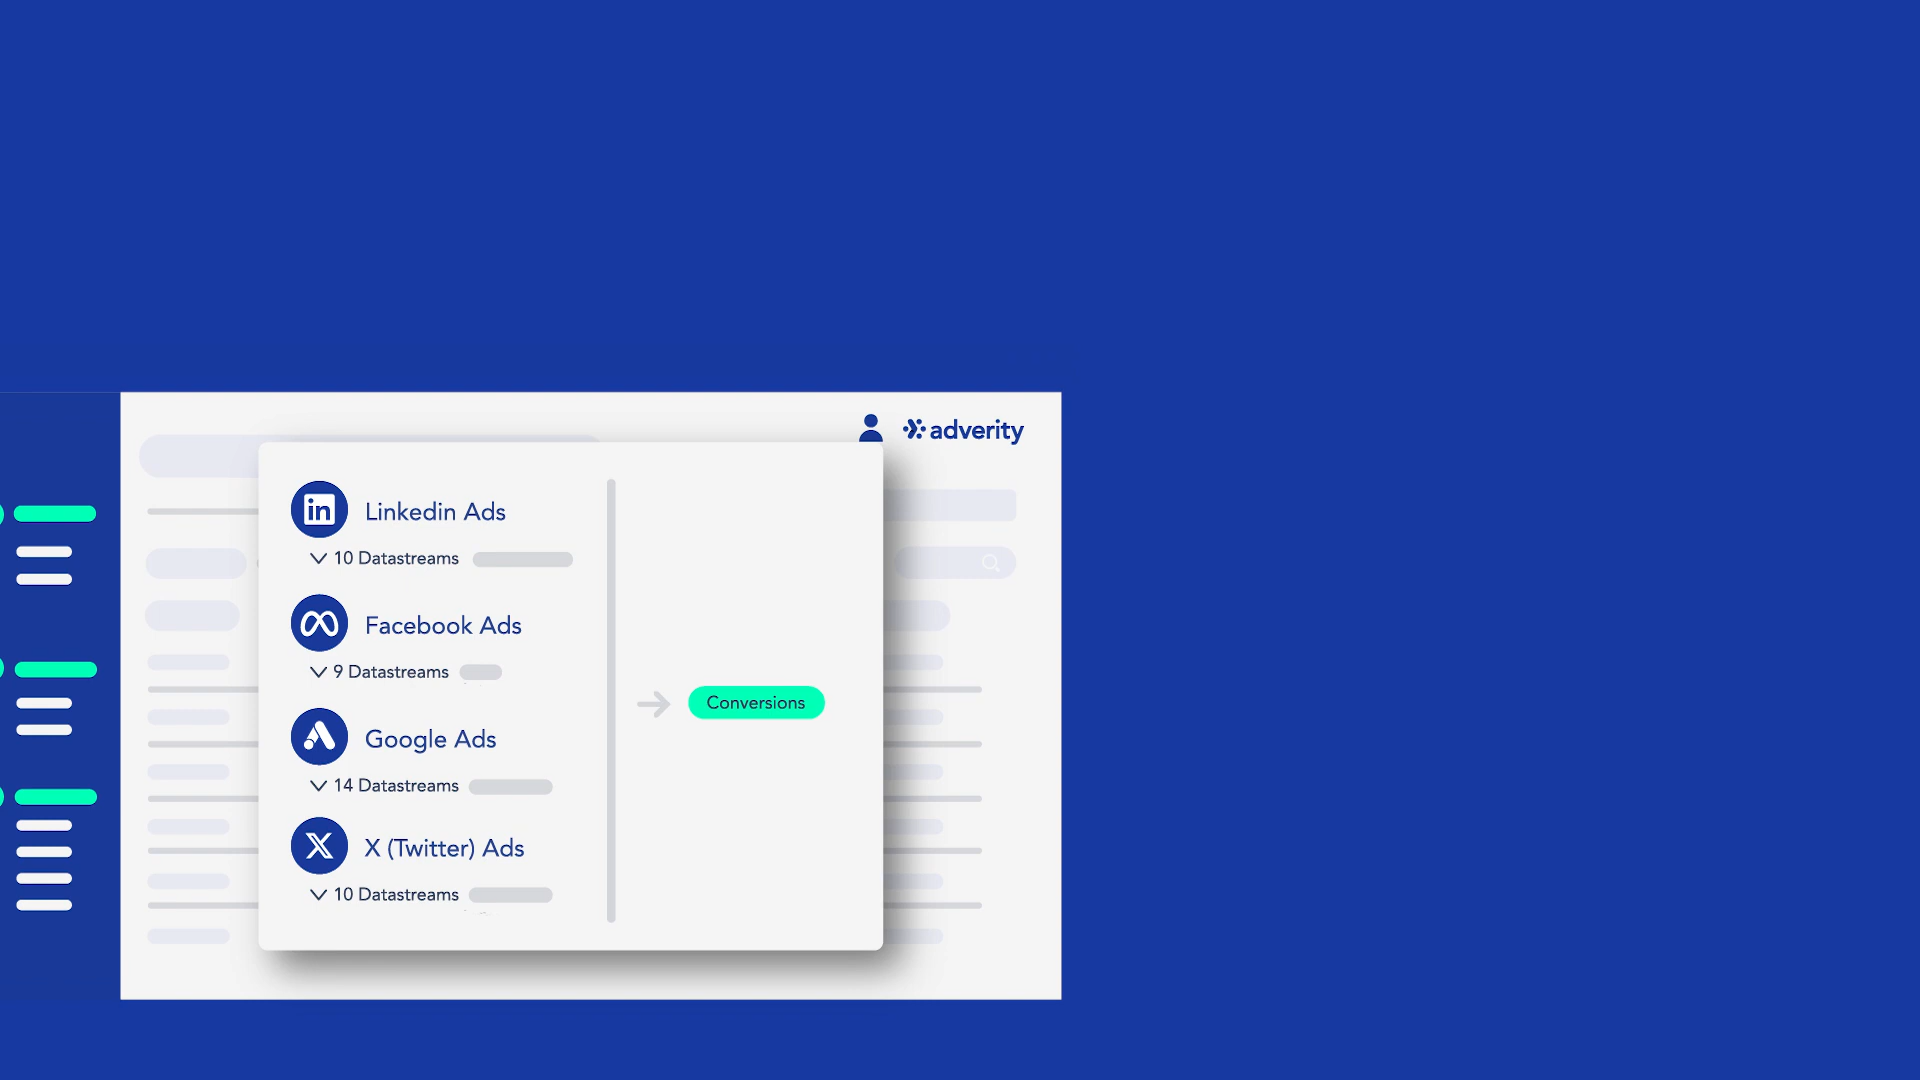 adverity
Linkedin Ads
10 Datastreams
Facebook Ads
9 Datastreams
Google Ads
14 Datastreams
X (Twitter) Ads
10 Datastreams
Conversions